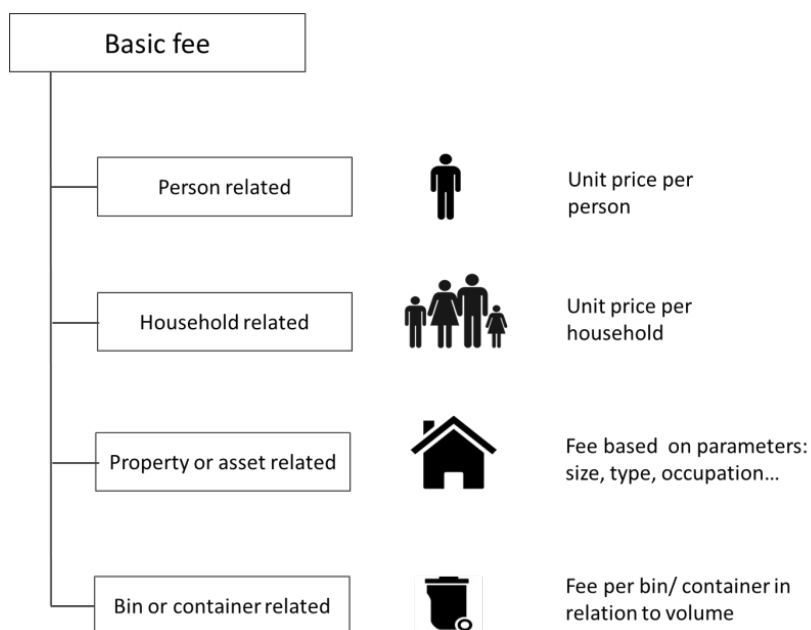 Basic fee
Person related
Unit price per
person
Household related
Unit price per
household
Property or asset related
Fee based on parameters:
size, type, occupation...
Bin or container related
Fee per bin/ container in
relation to volume